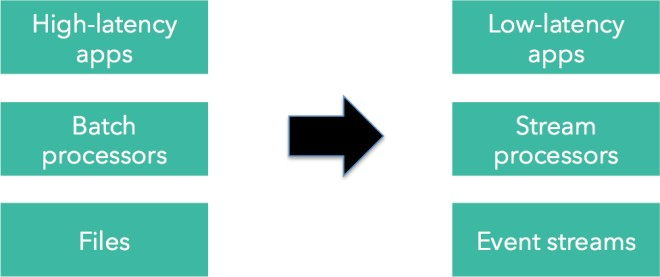 High-latency
apps
Batch
processors
Files
Low-latency
apps
Stream
processors
Event streams